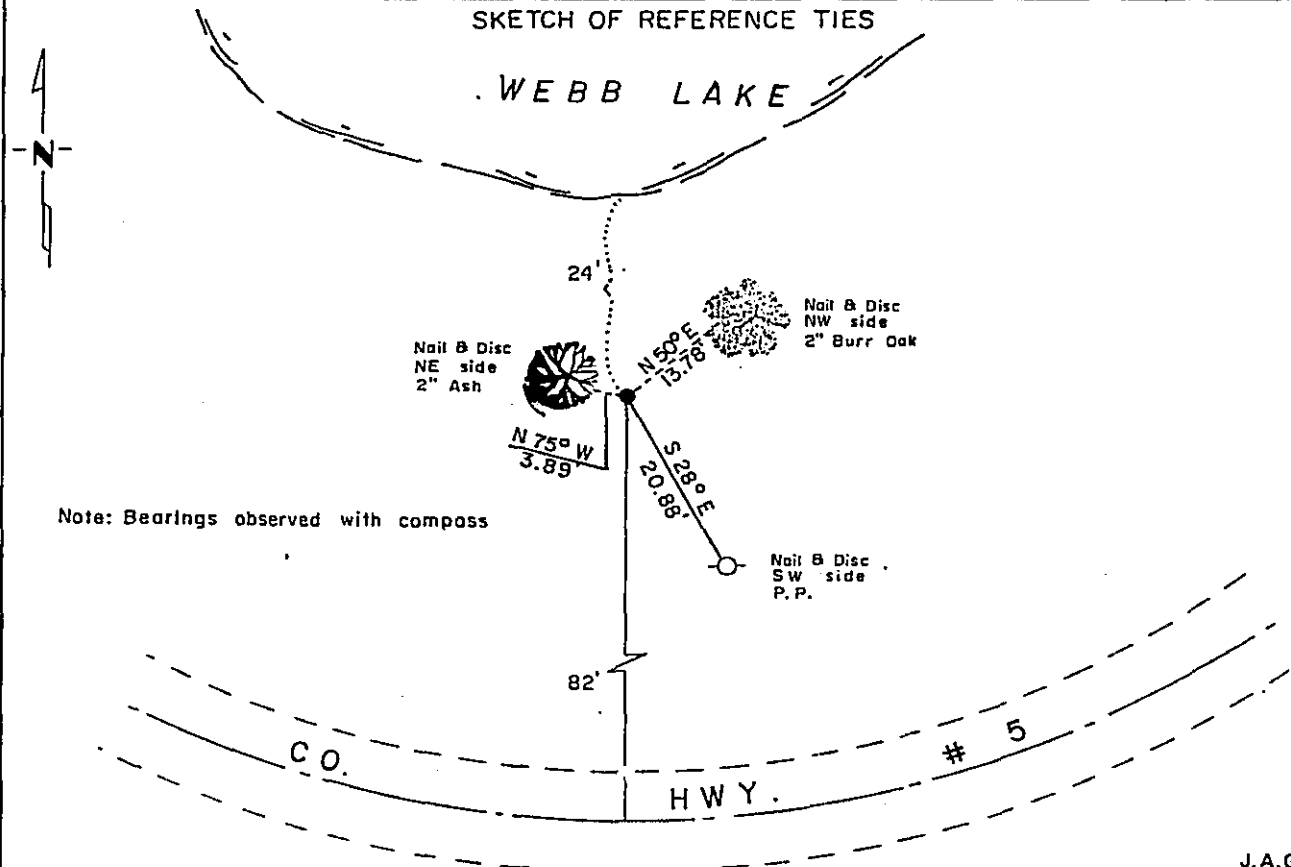 SKETCH OF REFERENCE TIES
WEBB LAKE
N
24'
Nail & Disc
NW side
2" Burr Oak
N 50° E
13.78'
Nail & Disc
NE side
2" Ash
N 75° W
3.89'
S 28° E
20.88'
Note: Bearings observed with compass
Nail & Disc
SW side
P.P.
82'
CO. HWY. # 5
J.A.G